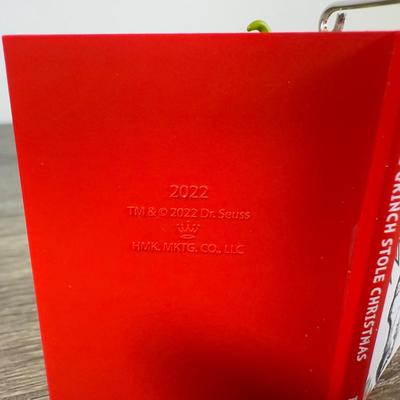 2022
TM & © 2022 Dr. Seuss
HMK. MKTG. CO., LLC
GRINCH STOLE CHRISTMAS